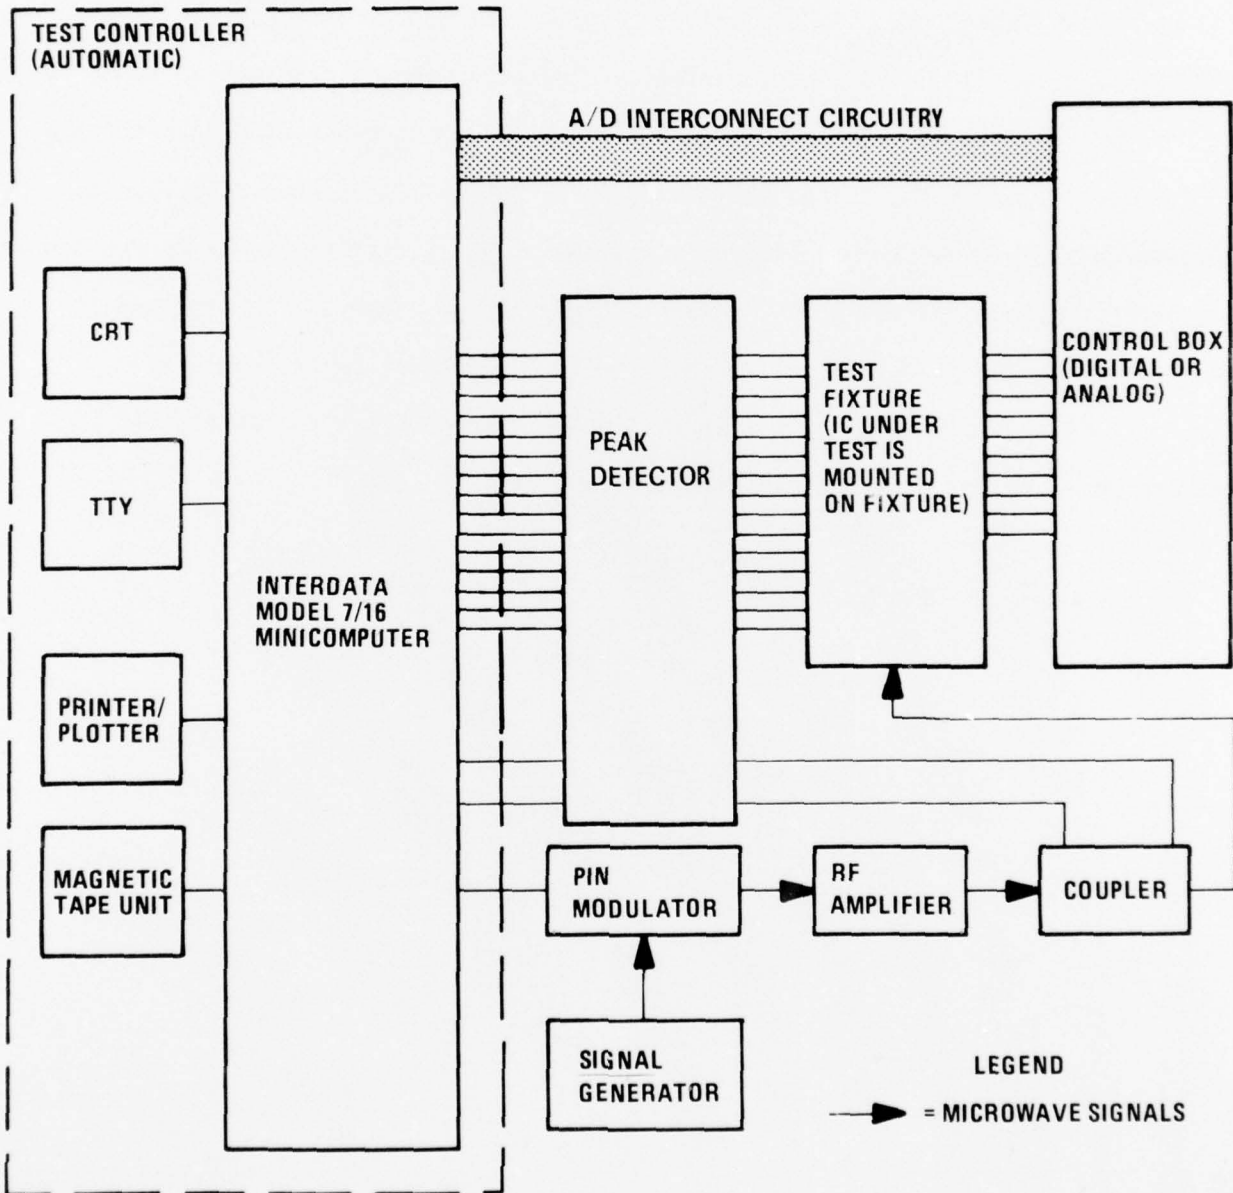 TEST CONTROLLER
(AUTOMATIC)
A/D INTERCONNECT CIRCUITRY
CRT
TTY
PRINTER/
PLOTTER
MAGNETIC
TAPE UNIT
INTERDATA
MODEL 7/16
MINICOMPUTER
PEAK
DETECTOR
TEST
FIXTURE
(IC UNDER
TEST IS
MOUNTED
ON FIXTURE)
CONTROL BOX
(DIGITAL OR
ANALOG)
PIN
MODULATOR
RF
AMPLIFIER
COUPLER
SIGNAL
GENERATOR
LEGEND
= MICROWAVE SIGNALS